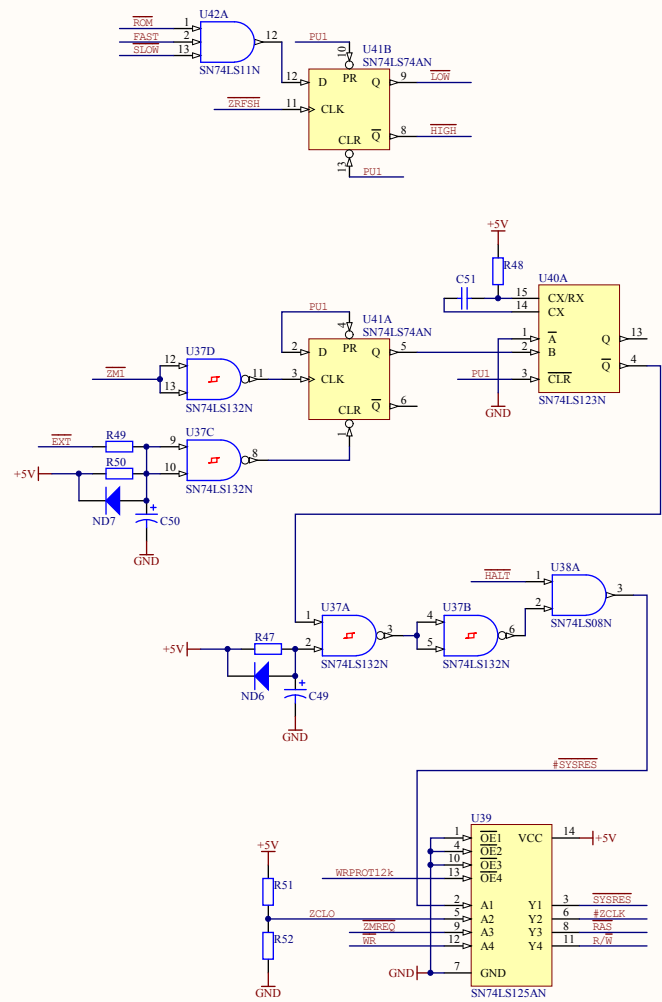 U42A
ROM
1
FAST
2
12
SLOW
13
SN74LS11N
PU1
10
U41B
SN74LS74AN
12
D
PR
Q
9
LOW
ZRFSH
11
CLK
CLR
Q
8
HIGH
13
PU1
+5V
R48
C51
U40A
15
CX/RX
14
CX
1
A
Q
13
2
B
Q
4
PU1
3
CLR
SN74LS123N
GND
PU1
4
U41A
SN74LS74AN
2
D
PR
Q
5
U37D
ZM1
12
13
11
3
CLK
SN74LS132N
CLR
Q
6
1
U37C
EXT
R49
9
+5V
R50
10
8
SN74LS132N
ND7
C50
GND
U38A
HALT
1
2
3
SN74LS08N
U37A
1
2
3
SN74LS132N
U37B
4
5
6
SN74LS132N
+5V
R47
ND6
C49
GND
#SYSRES
U39
1
OE1
VCC
14
+5V
4
OE2
10
OE3
WRPROT12k
13
OE4
+5V
R51
2
A1
Y1
3
SYSRES
ZCLO
5
A2
Y2
6
#ZCLK
R52
ZMREQ
9
A3
Y3
8
RAS
WR
12
A4
Y4
11
R/W
GND
GND
7
GND
SN74LS125AN